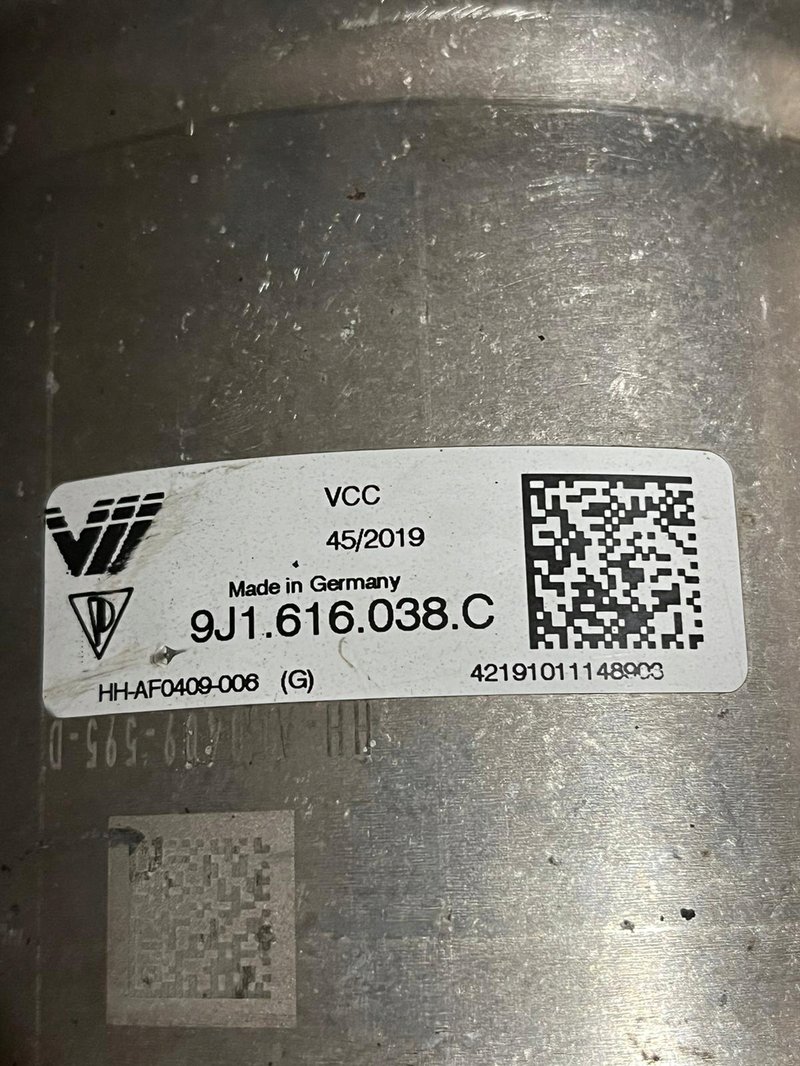 VCC
45/2019
Made in Germany
9J1.616.038.C
HH-AF0409-006 (G)
42191011148903